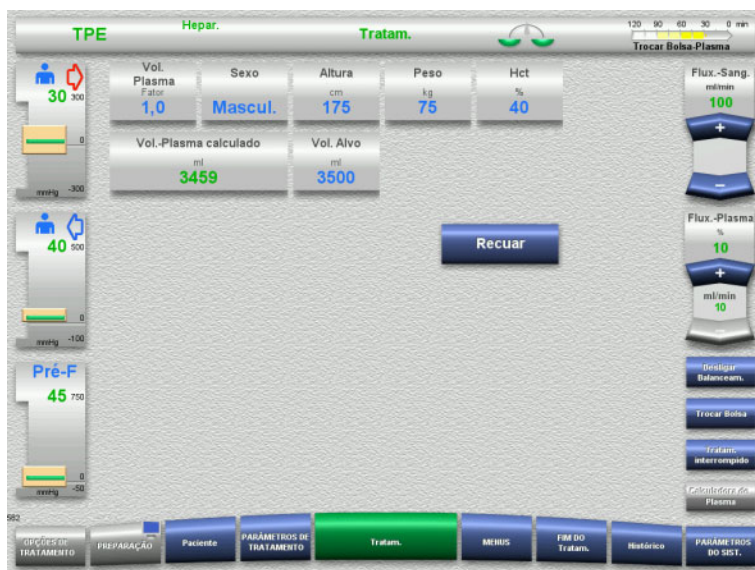 TPE
Hepar.
Tratam.
120 90 60 30 0 min
Trocar Bolsa-Plasma
30 300
0
mmHg -300
40 500
0
mmHg -100
Pré-F
45 750
0
mmHg -50
Vol. Plasma
Fator
1,0
Sexo
Mascul.
Altura
cm
175
Peso
kg
75
Hct
%
40
Vol.-Plasma calculado
ml
3459
Vol. Alvo
ml
3500
Recuar
Flux.-Sang.
ml/min
100
+
-
Flux.-Plasma
%
10
+
ml/min
10
-
Desligar
Balanceam.
Trocar Bolsa
Tratam.
interrompido
Calculadora de
Plasma
582
OPÇÕES DE
TRATAMENTO
PREPARAÇÃO
Paciente
PARÂMETROS DE
TRATAMENTO
Tratam.
MENUS
FIM DO
Tratam.
Histórico
PARÂMETROS
DO SIST.